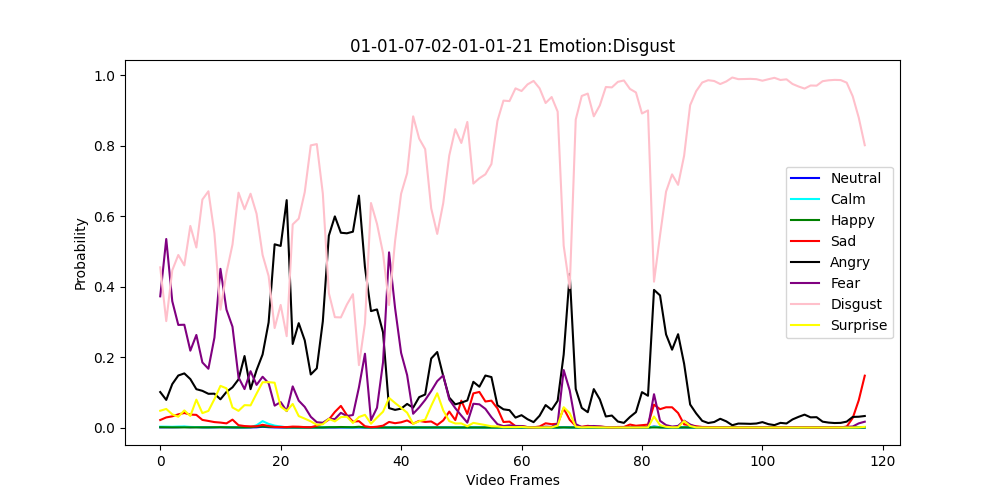 01-01-07-02-01-01-21 Emotion:Disgust
1.0
0.8
0.6
0.4
0.2
0.0
Probability
0 20 40 60 80 100 120
Video Frames
Neutral
Calm
Happy
Sad
Angry
Fear
Disgust
Surprise